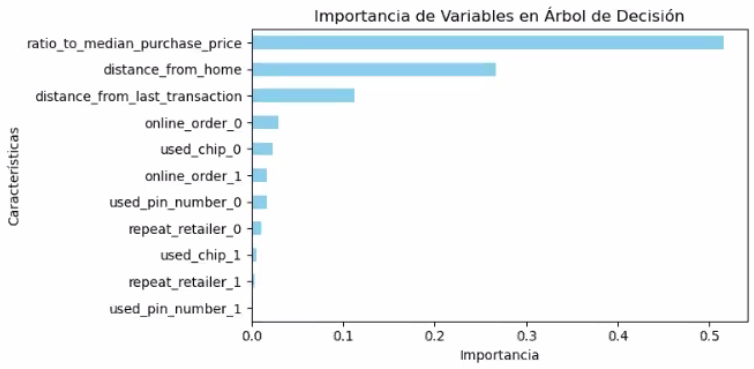 Importancia de Variables en Árbol de Decisión
Características
ratio_to_median_purchase_price
distance_from_home
distance_from_last_transaction
online_order_0
used_chip_0
online_order_1
used_pin_number_0
repeat_retailer_0
used_chip_1
repeat_retailer_1
used_pin_number_1
0.0 0.1 0.2 0.3 0.4 0.5
Importancia